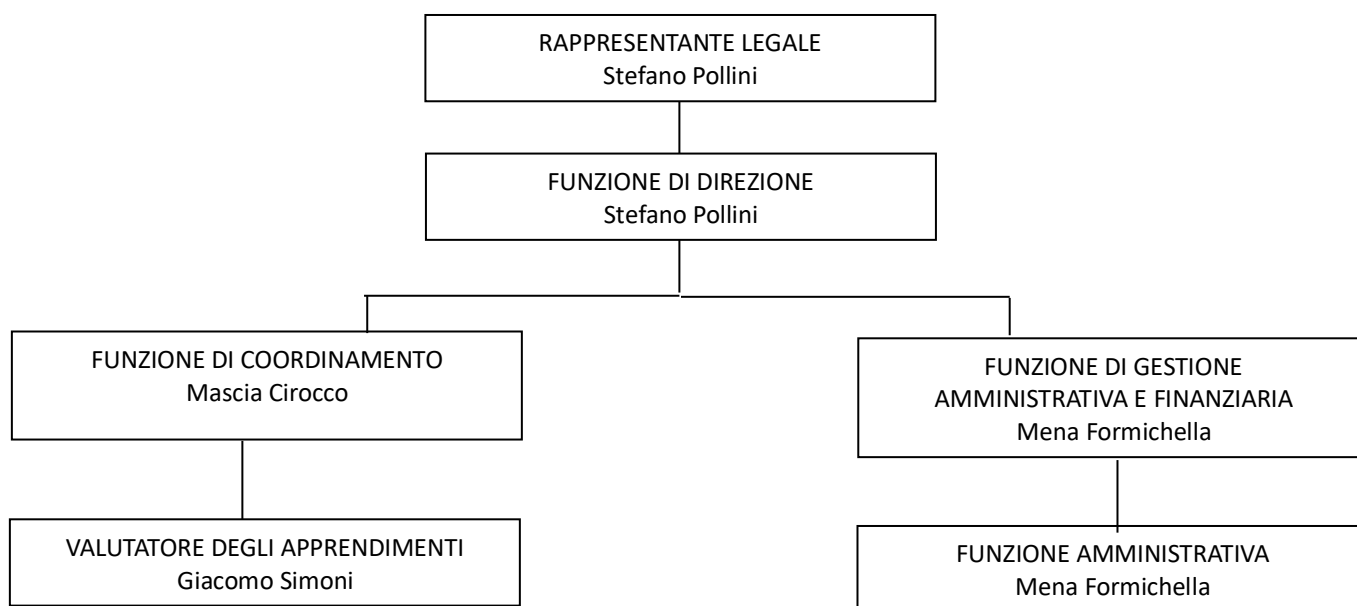 RAPPRESENTANTE LEGALE
Stefano Pollini
FUNZIONE DI DIREZIONE
Stefano Pollini
FUNZIONE DI COORDINAMENTO
Mascia Cirocco
FUNZIONE DI GESTIONE
AMMINISTRATIVA E FINANZIARIA
Mena Formichella
VALUTATORE DEGLI APPRENDIMENTI
Giacomo Simoni
FUNZIONE AMMINISTRATIVA
Mena Formichella